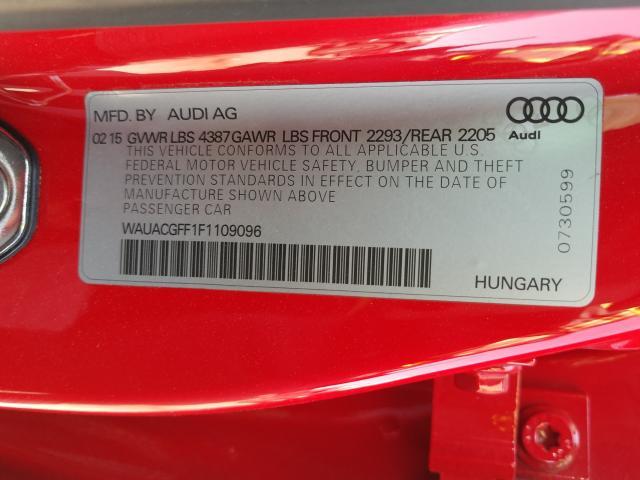 MFD. BY AUDI AG
02 15 GVWR LBS 4387 GAWR LBS FRONT 2293/REAR 2205
THIS VEHICLE CONFORMS TO ALL APPLICABLE U.S.
FEDERAL MOTOR VEHICLE SAFETY, BUMPER AND THEFT
PREVENTION STANDARDS IN EFFECT ON THE DATE OF
MANUFACTURE SHOWN ABOVE
PASSENGER CAR
WAUACGFF1F1109096
Audi
0730599
HUNGARY